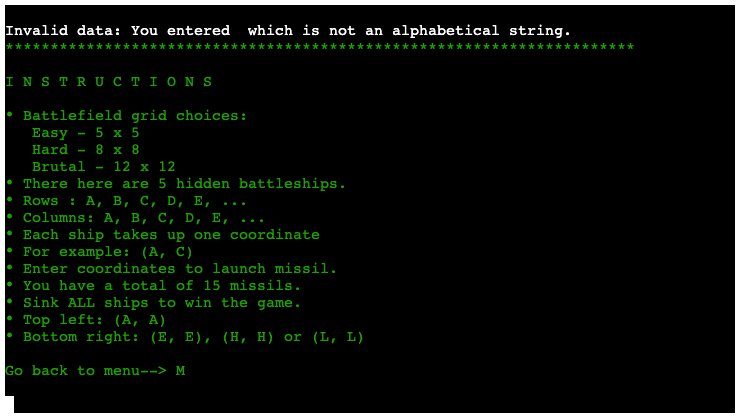 Invalid data: You entered  which is not an alphabetical string.
**********************************************************************
I N S T R U C T I O N S
• Battlefield grid choices:
Easy - 5 x 5
Hard - 8 x 8
Brutal - 12 x 12
• There here are 5 hidden battleships.
• Rows : A, B, C, D, E, ...
• Columns: A, B, C, D, E, ...
• Each ship takes up one coordinate
• For example: (A, C)
• Enter coordinates to launch missil.
• You have a total of 15 missils.
• Sink ALL ships to win the game.
• Top left: (A, A)
• Bottom right: (E, E), (H, H) or (L, L)
Go back to menu--> M